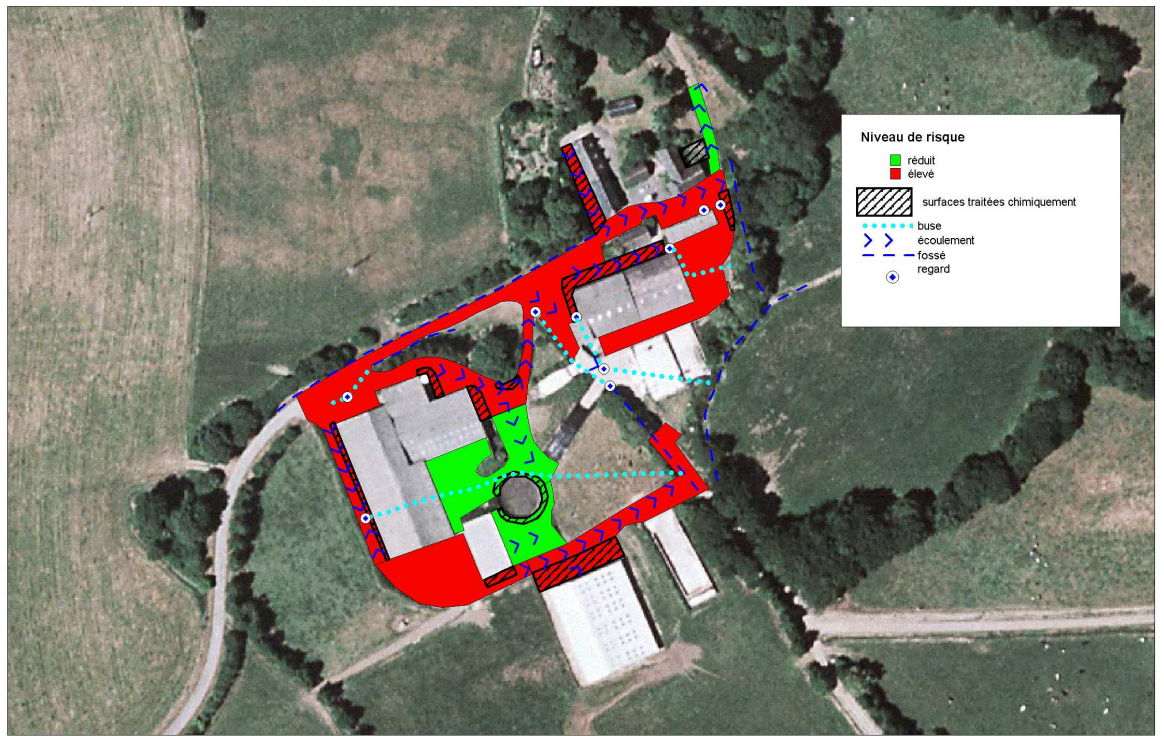 Niveau de risque
réduit
élevé
surfaces traitées chimiquement
buse
écoulement
fossé
regard